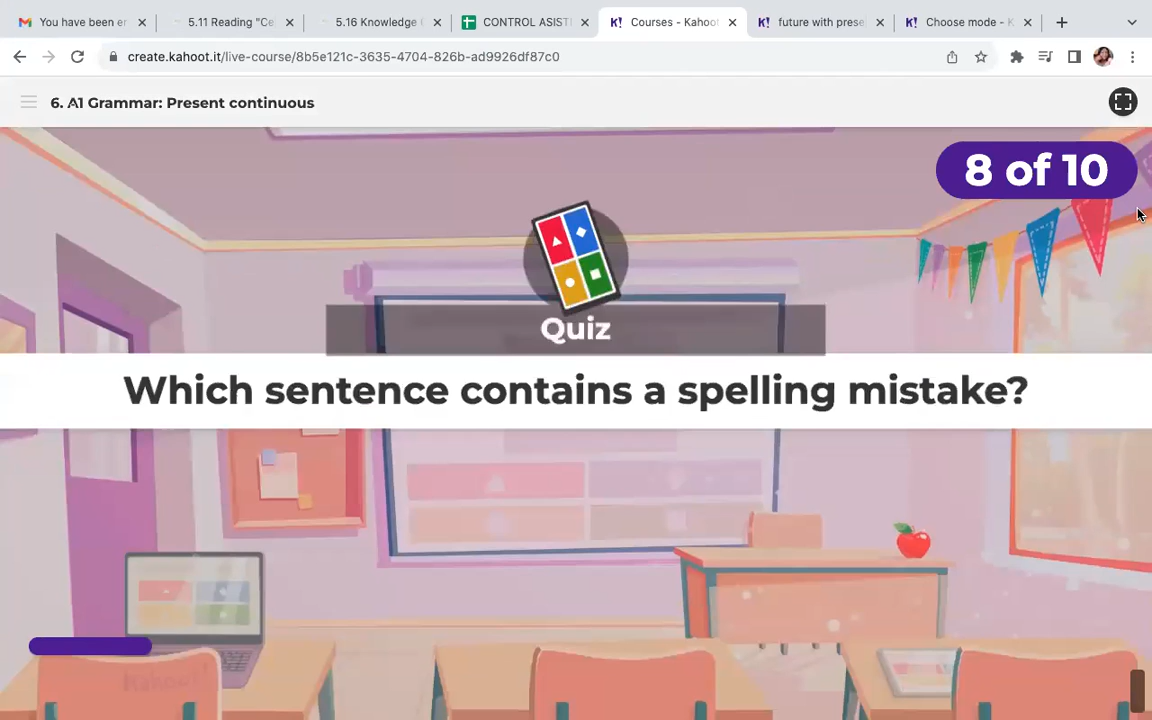 You have been er
5.11 Reading "Ce
5.16 Knowledge
CONTROL ASIST
K! Courses - Kahoot
K! future with prese
K! Choose mode - K
create.kahoot.it/live-course/8b5e121c-3635-4704-826b-ad9926df87c0
6. A1 Grammar: Present continuous
8 of 10
Quiz
Which sentence contains a spelling mistake?
Kahoot!